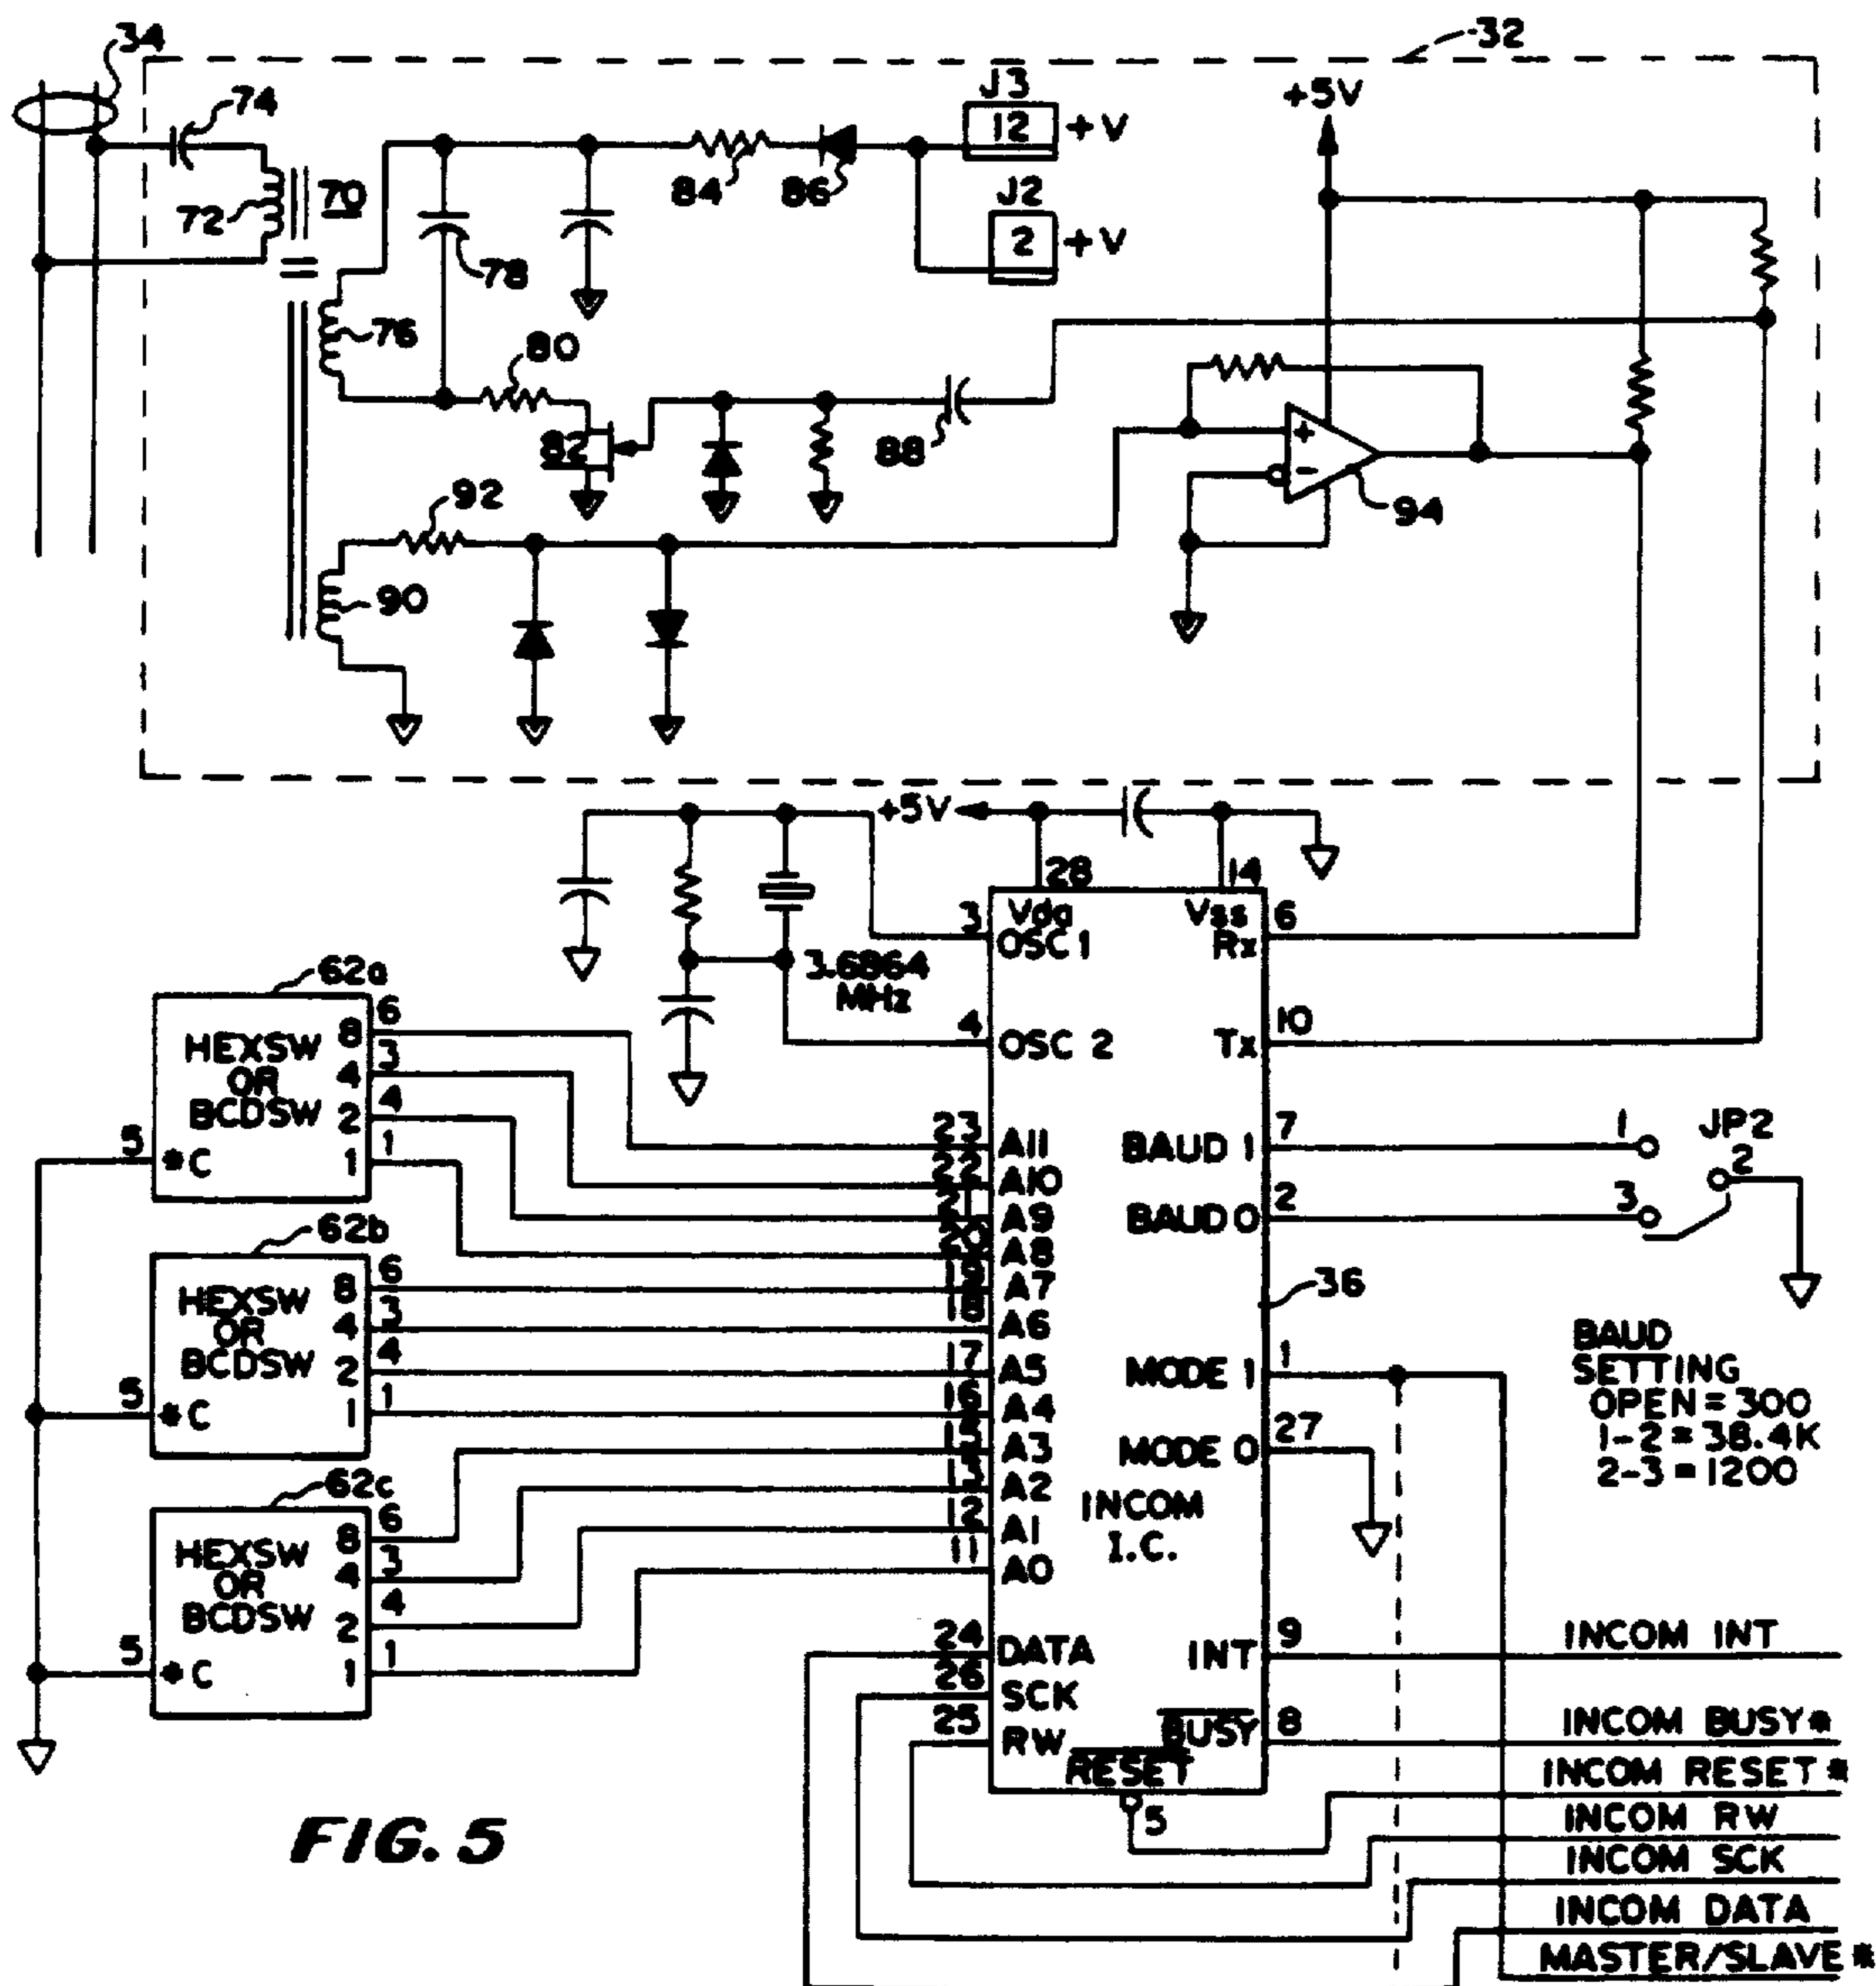 34
32
74
J3
12 +V
+5V
84
86
J2
2 +V
72
70
78
76
80
82
88
94
92
90
+5V
28
14
3
Vdd
Vss
6
OSC 1
Rx
3.6864
MHz
4
OSC 2
Tx
10
62a
HEXSW
OR
BCDSW
8 6
4 3
2 4
1 1
5
*C
23 A11
22 A10
21 A9
20 A8
BAUD 1 7
BAUD 0 2
1
JP2
2
3
62b
HEXSW
OR
BCDSW
8 6
4 3
2 4
1 1
5
*C
A7
18 A6
17 A5
16 A4
36
MODE 1 1
MODE 0 27
BAUD
SETTING
OPEN = 300
1-2 = 38.4K
2-3 = 1200
62c
HEXSW
OR
BCDSW
8 6
4 3
2 4
1 1
5
*C
15 A3
A2
12 A1
11 A0
INCOM
I.C.
24 DATA
26 SCK
25 RW
INT 9
BUSY 8
RESET
5
INCOM INT
INCOM BUSY*
INCOM RESET*
INCOM RW
INCOM SCK
INCOM DATA
MASTER/SLAVE*
FIG. 5